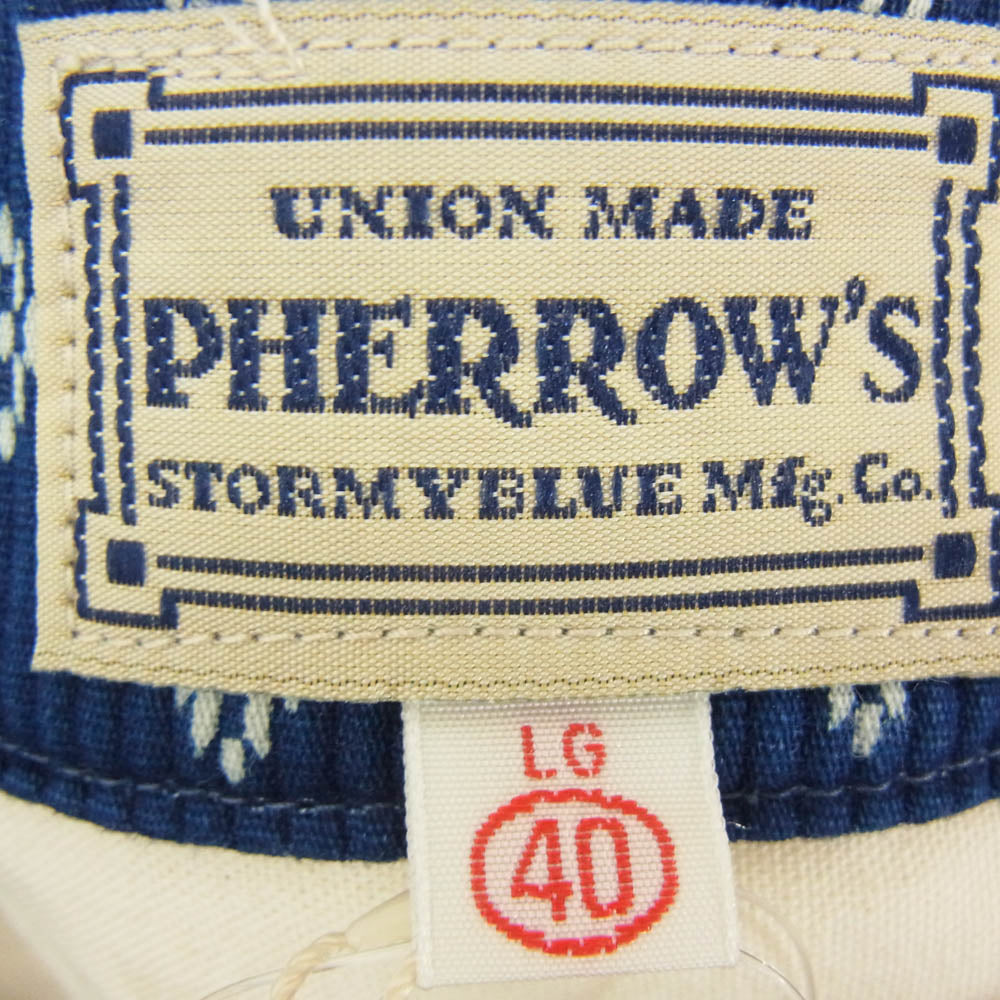 UNION MADE
PHERROW'S
STORMYBLUE Mfg. Co.
LG
40